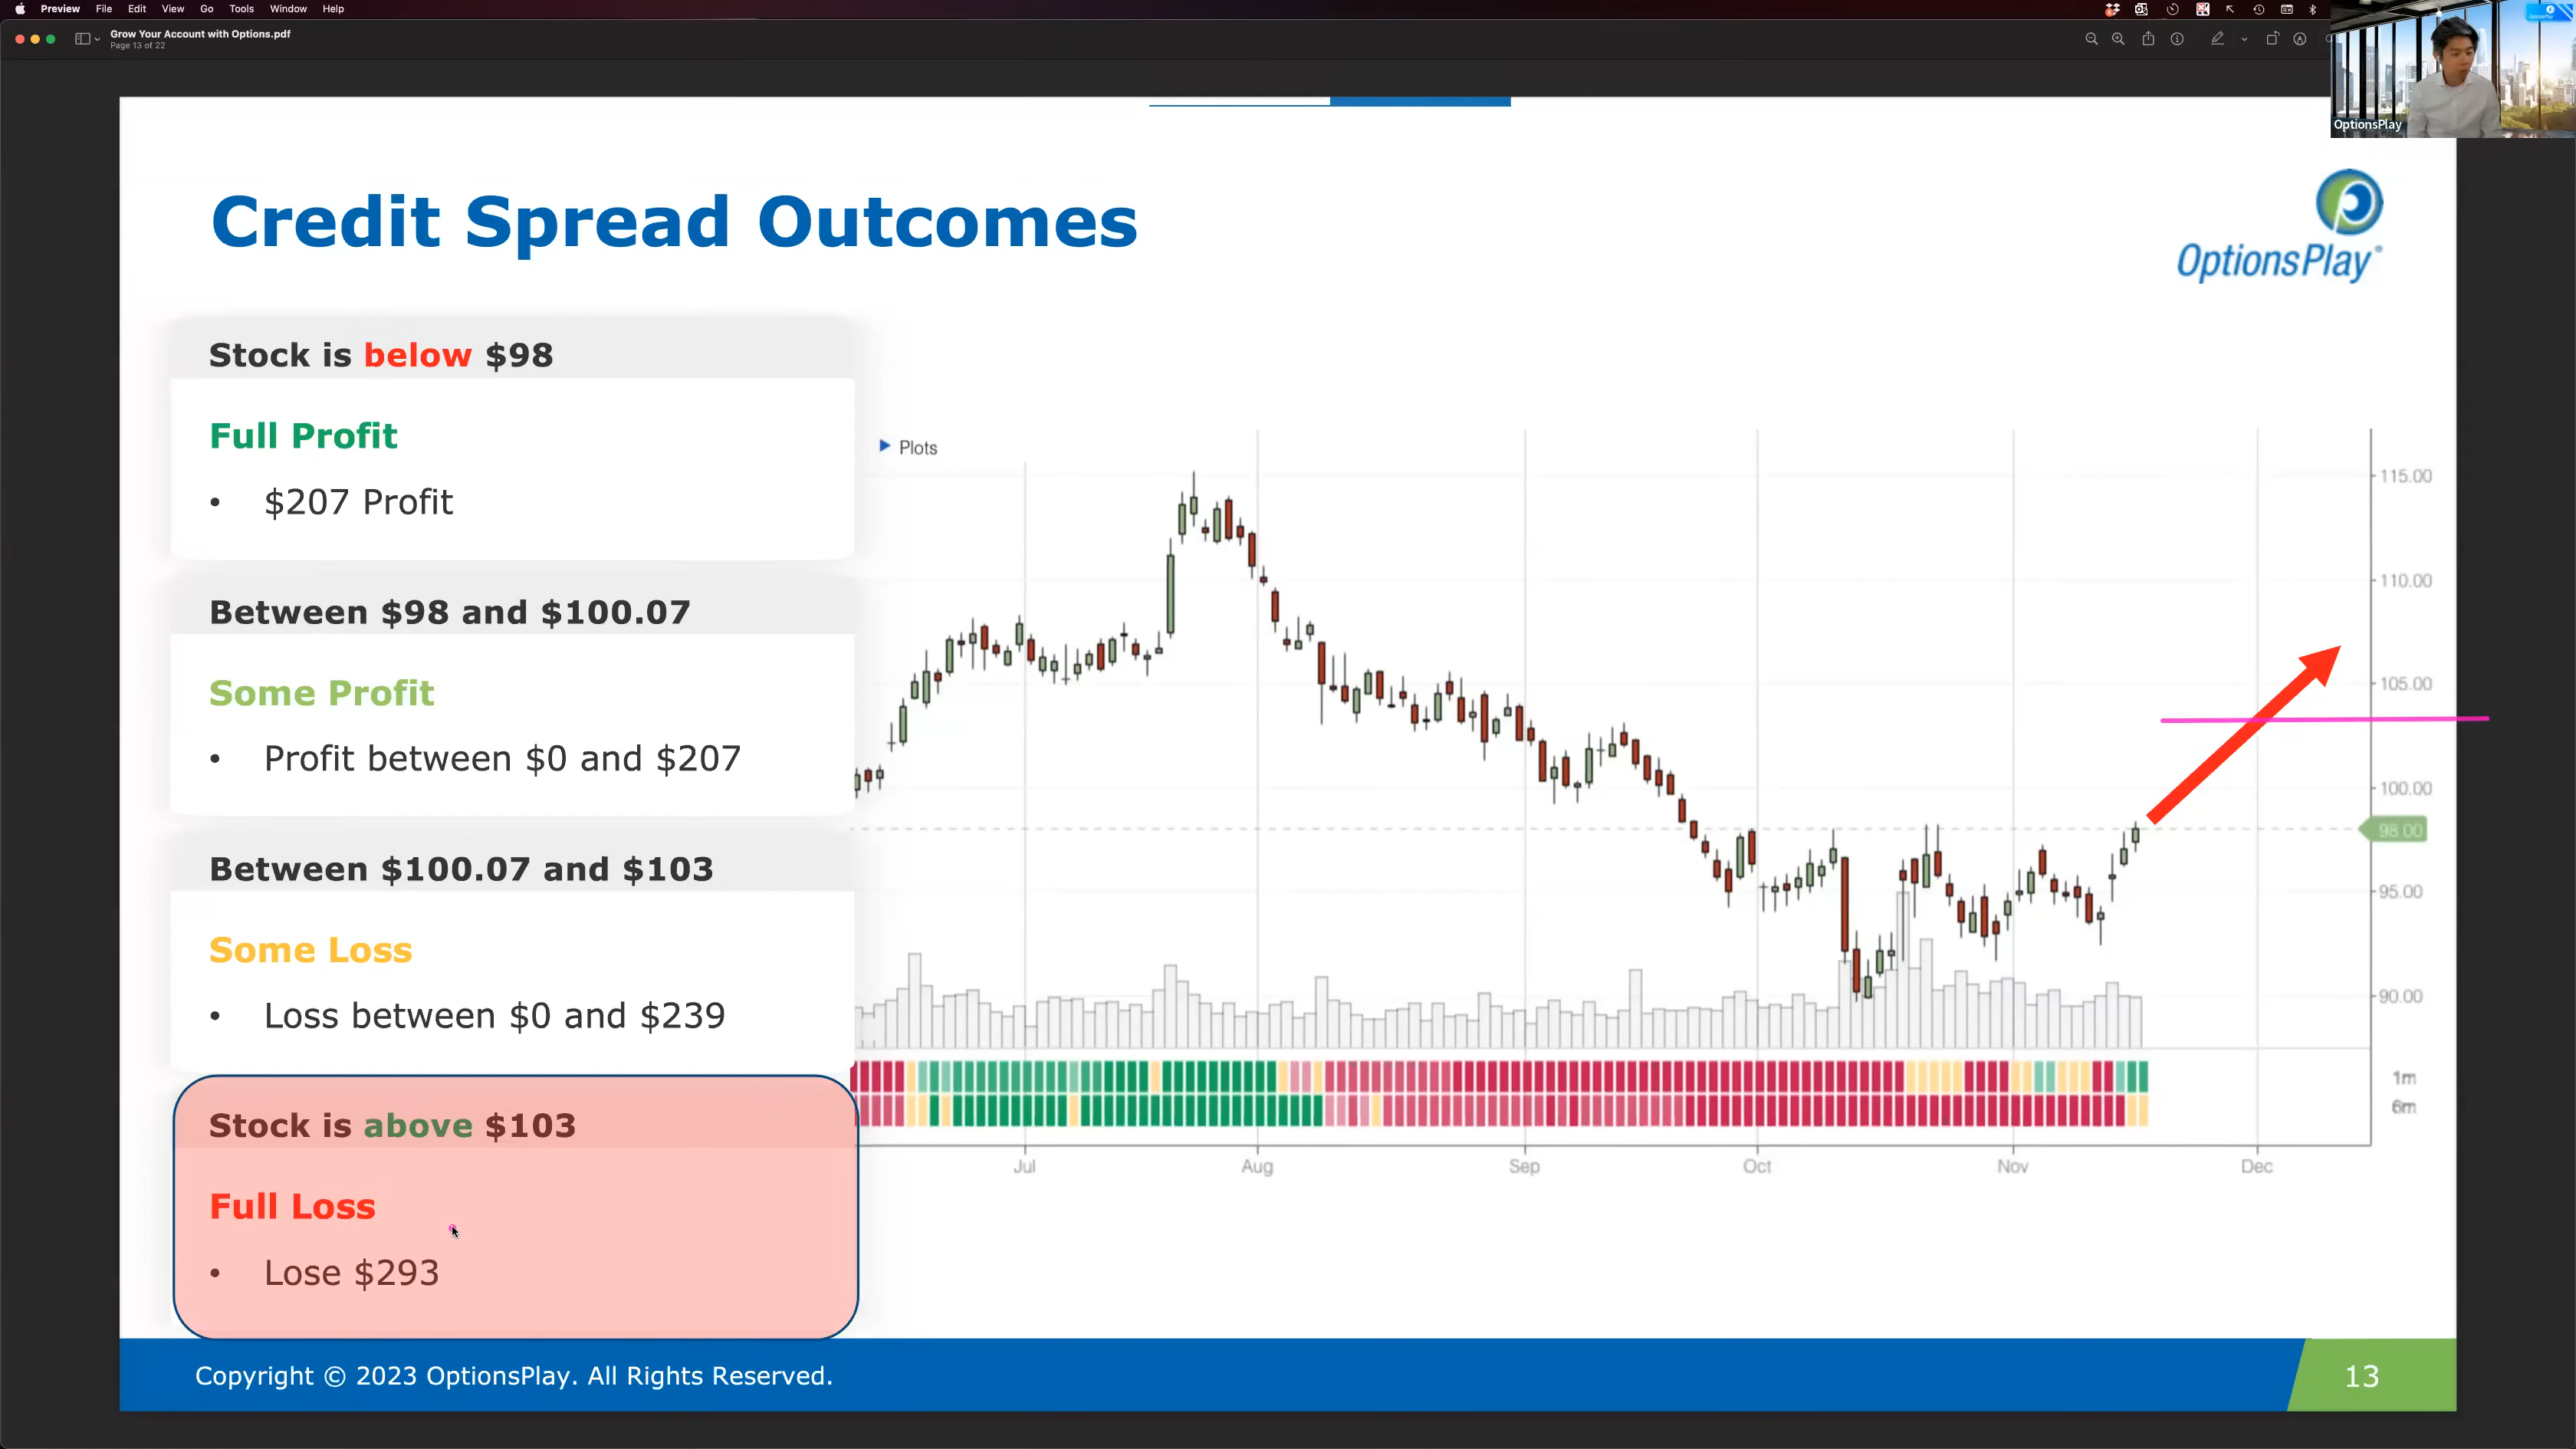 Preview File Edit View Go Tools Window Help
Grow Your Account with Options.pdf
Page 13 of 22
OptionsPlay
Credit Spread Outcomes
OptionsPlay
Stock is below $98
Full Profit
• $207 Profit
Between $98 and $100.07
Some Profit
• Profit between $0 and $207
Between $100.07 and $103
Some Loss
• Loss between $0 and $239
Stock is above $103
Full Loss
• Lose $293
Plots
115.00
110.00
105.00
100.00
98.00
95.00
90.00
1m
6m
Jul Aug Sep Oct Nov Dec
Copyright © 2023 OptionsPlay. All Rights Reserved.
13